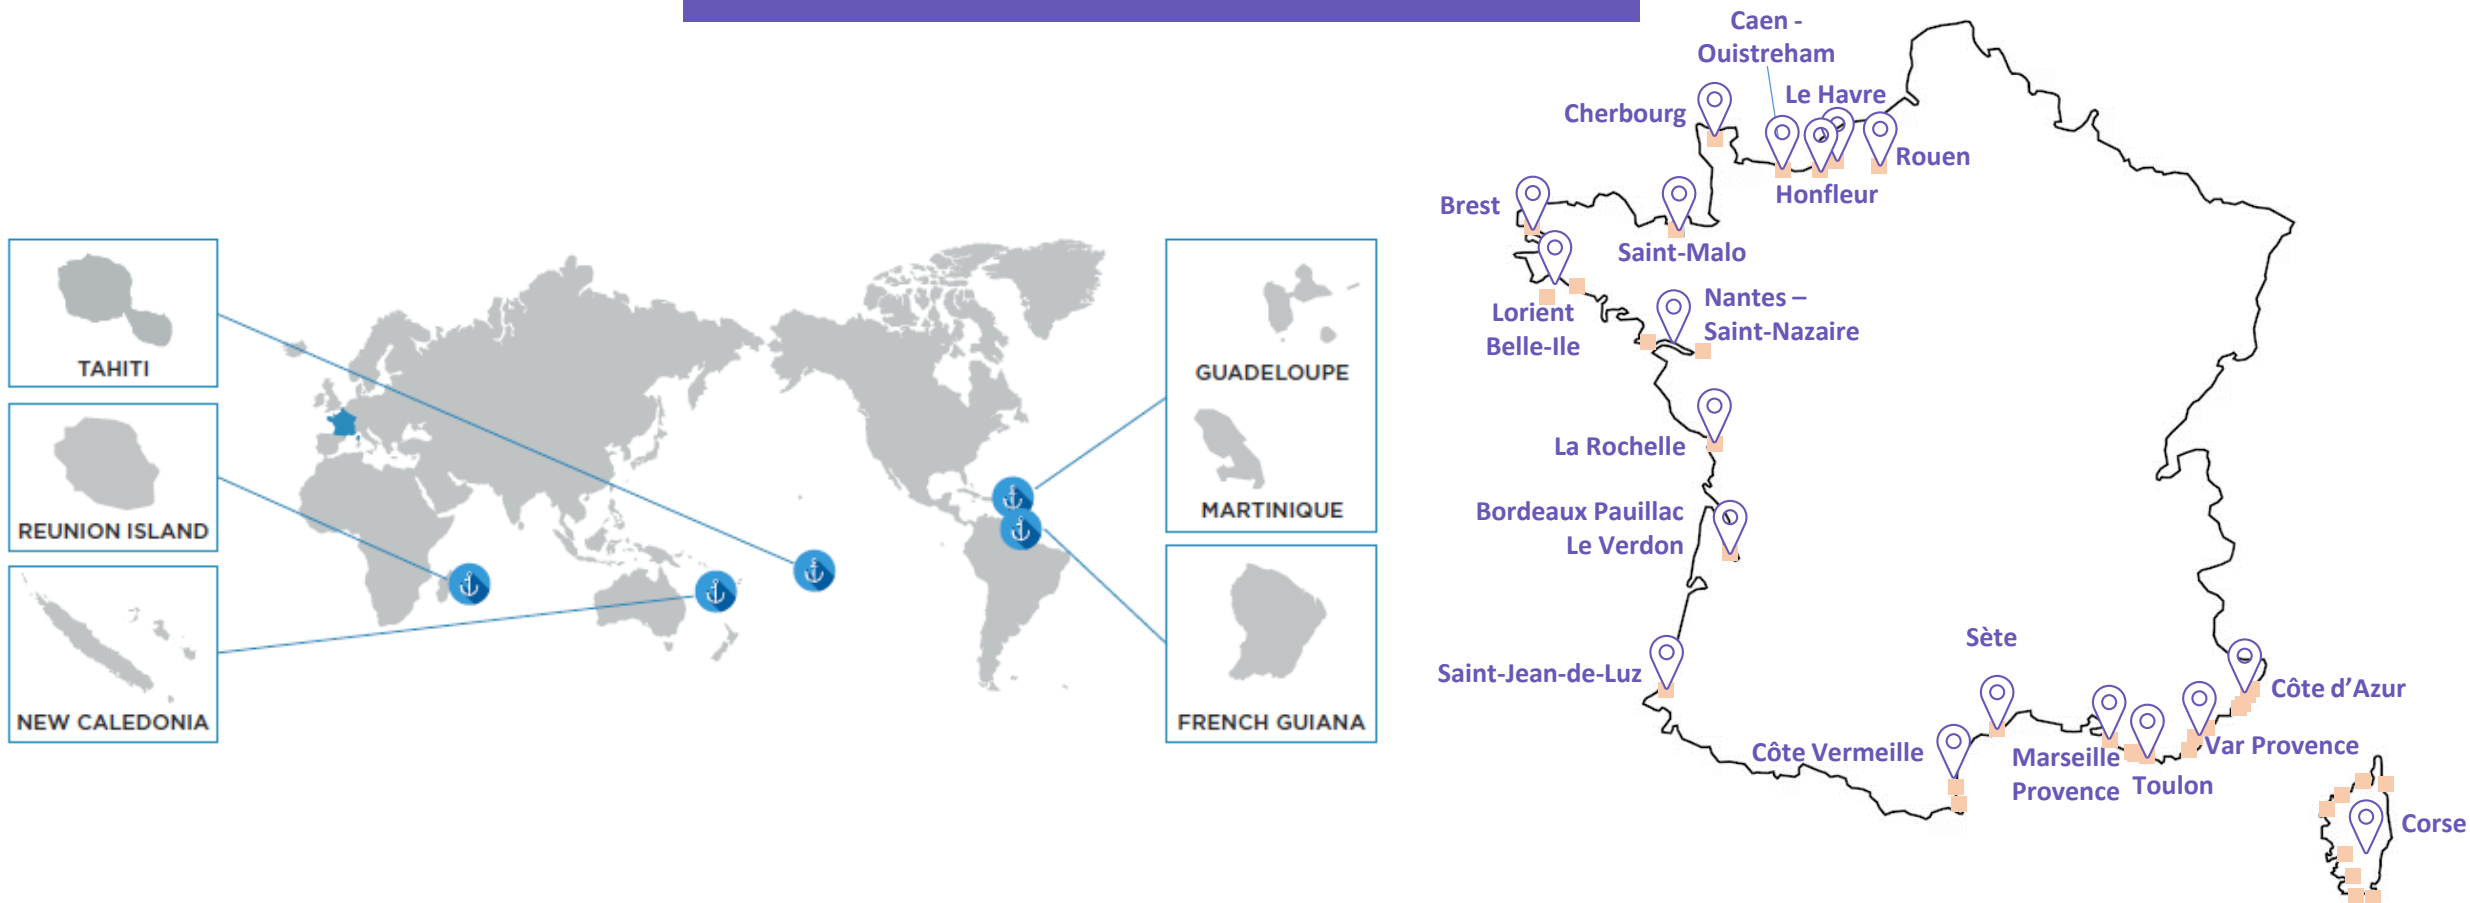 TAHITI
REUNION ISLAND
NEW CALEDONIA
GUADELOUPE
MARTINIQUE
FRENCH GUIANA
Caen -
Ouistreham
Le Havre
Cherbourg
Rouen
Honfleur
Brest
Saint-Malo
Lorient
Belle-Ile
Nantes –
Saint-Nazaire
La Rochelle
Bordeaux Pauillac
Le Verdon
Saint-Jean-de-Luz
Sète
Côte d’Azur
Côte Vermeille
Marseille
Provence
Toulon
Var Provence
Corse